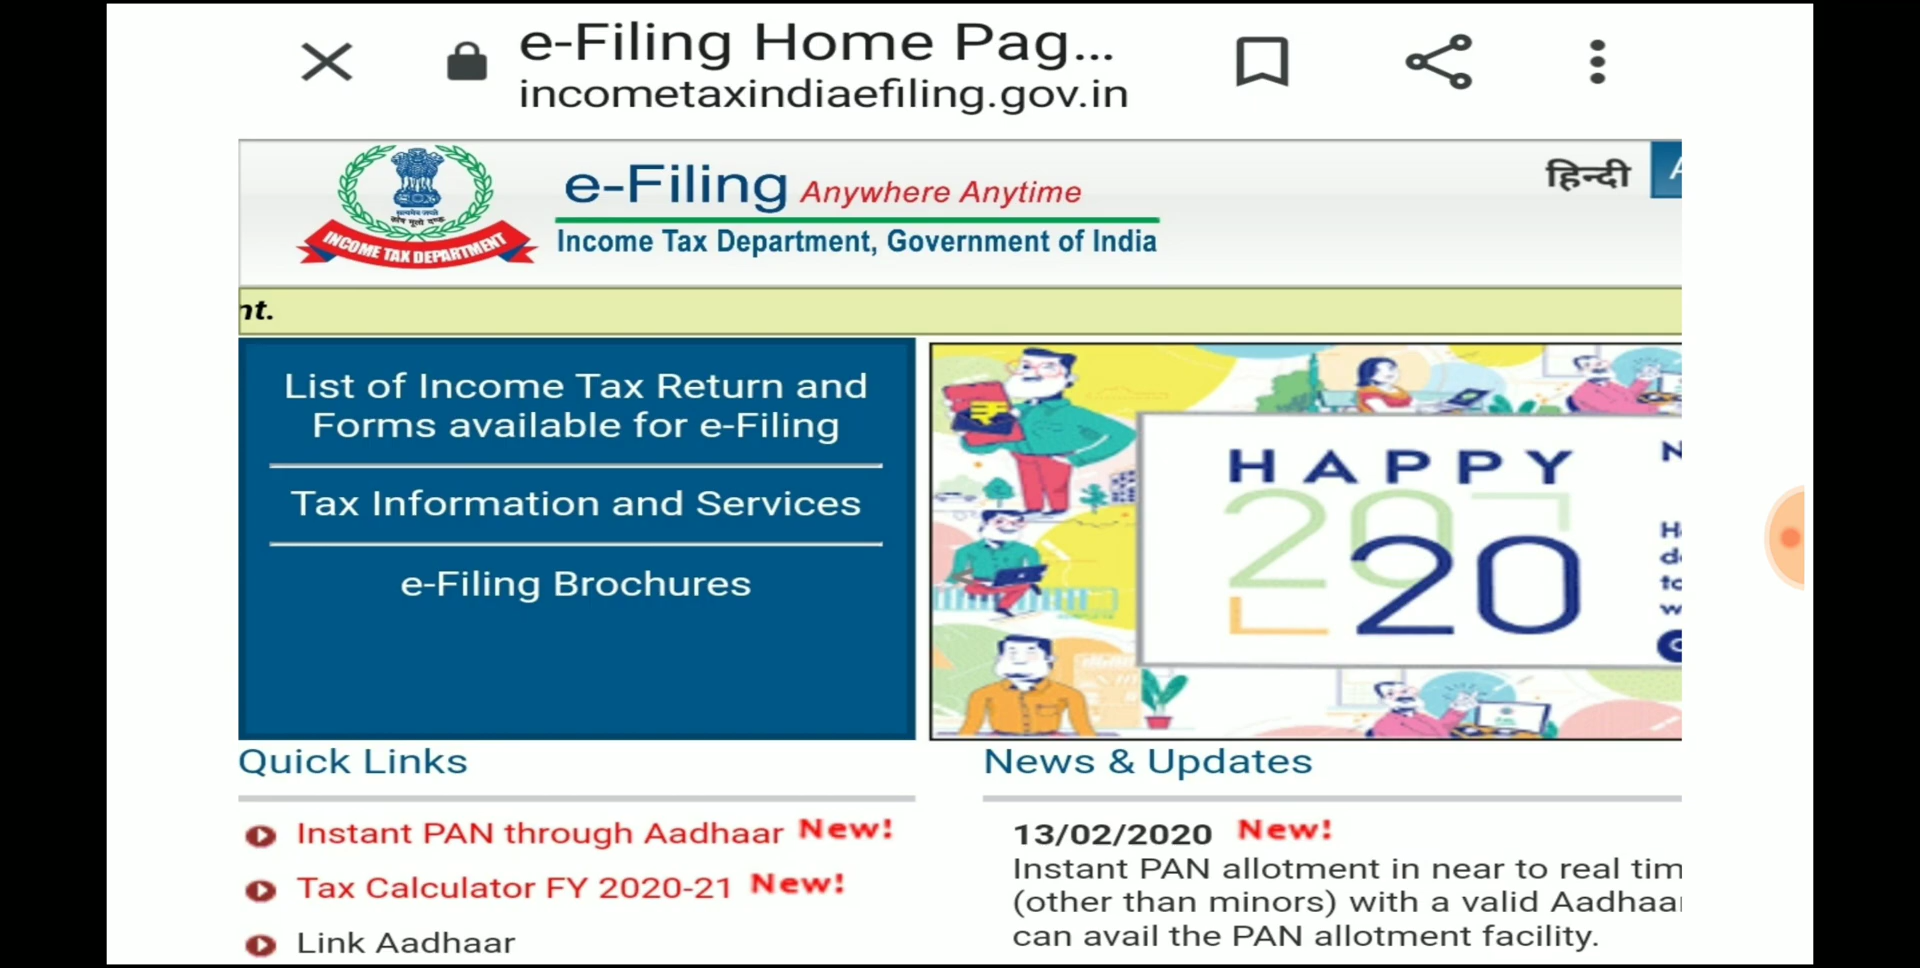 e-Filing Home Pag...
incometaxindiaefiling.gov.in
INCOME TAX DEPARTMENT
e-Filing Anywhere Anytime
Income Tax Department, Government of India
हिन्दी
nt.
List of Income Tax Return and
Forms available for e-Filing
Tax Information and Services
e-Filing Brochures
HAPPY
20
20
Quick Links
Instant PAN through Aadhaar New!
Tax Calculator FY 2020-21 New!
Link Aadhaar
News & Updates
13/02/2020 New!
Instant PAN allotment in near to real tim
(other than minors) with a valid Aadhaa
can avail the PAN allotment facility.